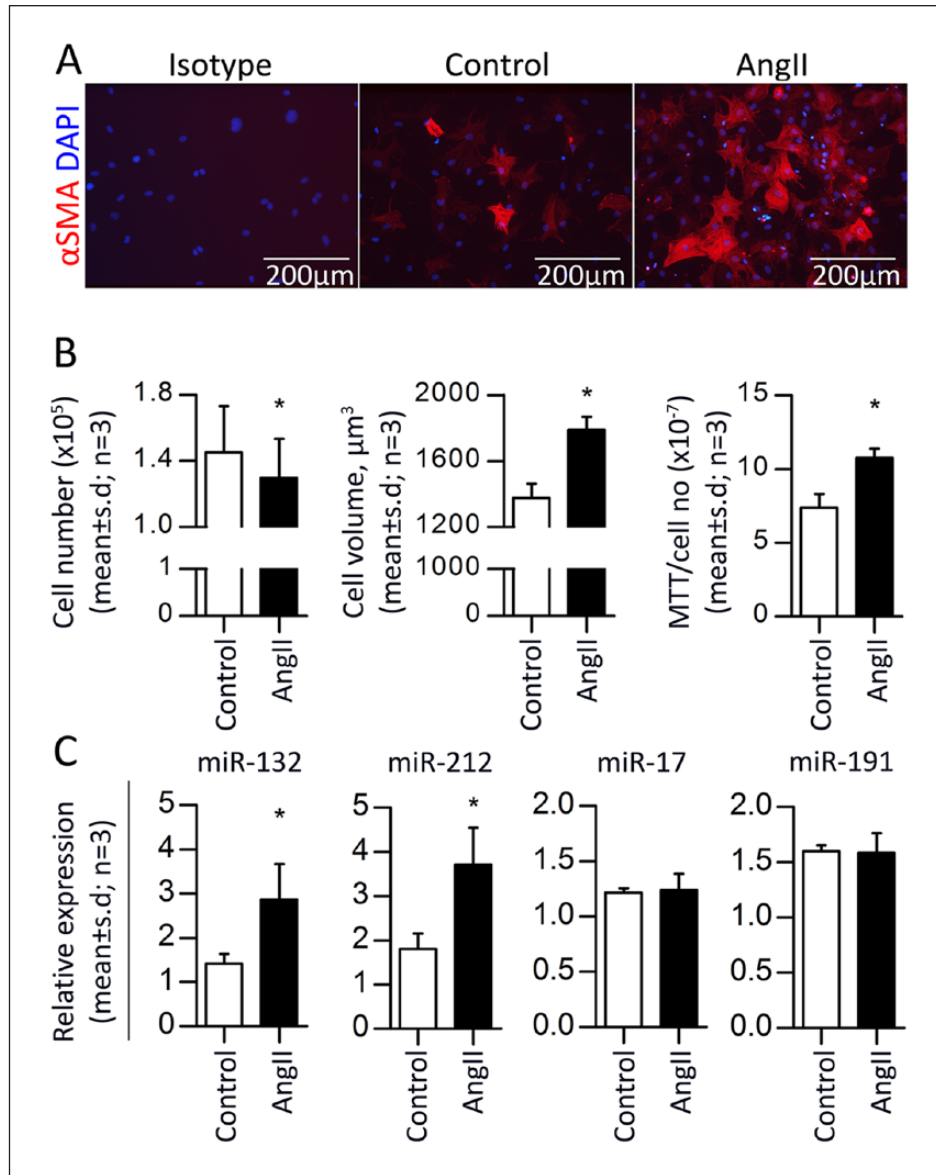 A
Isotype Control AngII
αSMA DAPI
200µm 200µm 200µm
B
Cell number (x10⁵)
(mean±s.d; n=3)
1.8
1.4
1.0
1
0
*
Control AngII
Cell volume, µm³
(mean±s.d; n=3)
2000
1600
1200
1000
0
*
Control AngII
MTT/cell no (x10⁻⁷)
(mean±s.d; n=3)
15
10
5
0
*
Control AngII
C
Relative expression
(mean±s.d; n=3)
miR-132
5
4
3
2
1
0
*
Control AngII
miR-212
5
4
3
2
1
0
*
Control AngII
miR-17
2.0
1.5
1.0
0.5
0.0
Control AngII
miR-191
2.0
1.5
1.0
0.5
0.0
Control AngII